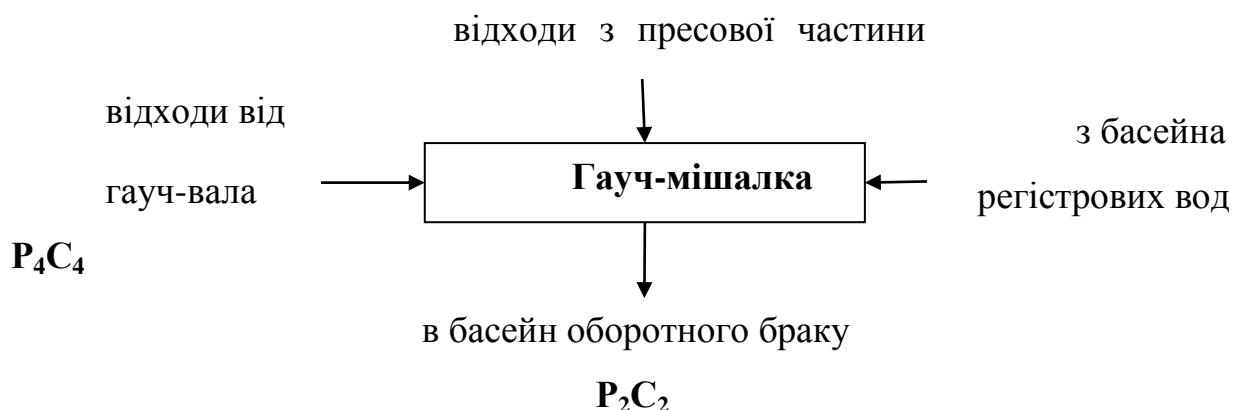 відходи з пресової частини
відходи від
гауч-вала
P₄C₄
Гауч-мішалка
з басейна
регістрових вод
в басейн оборотного браку
P₂C₂